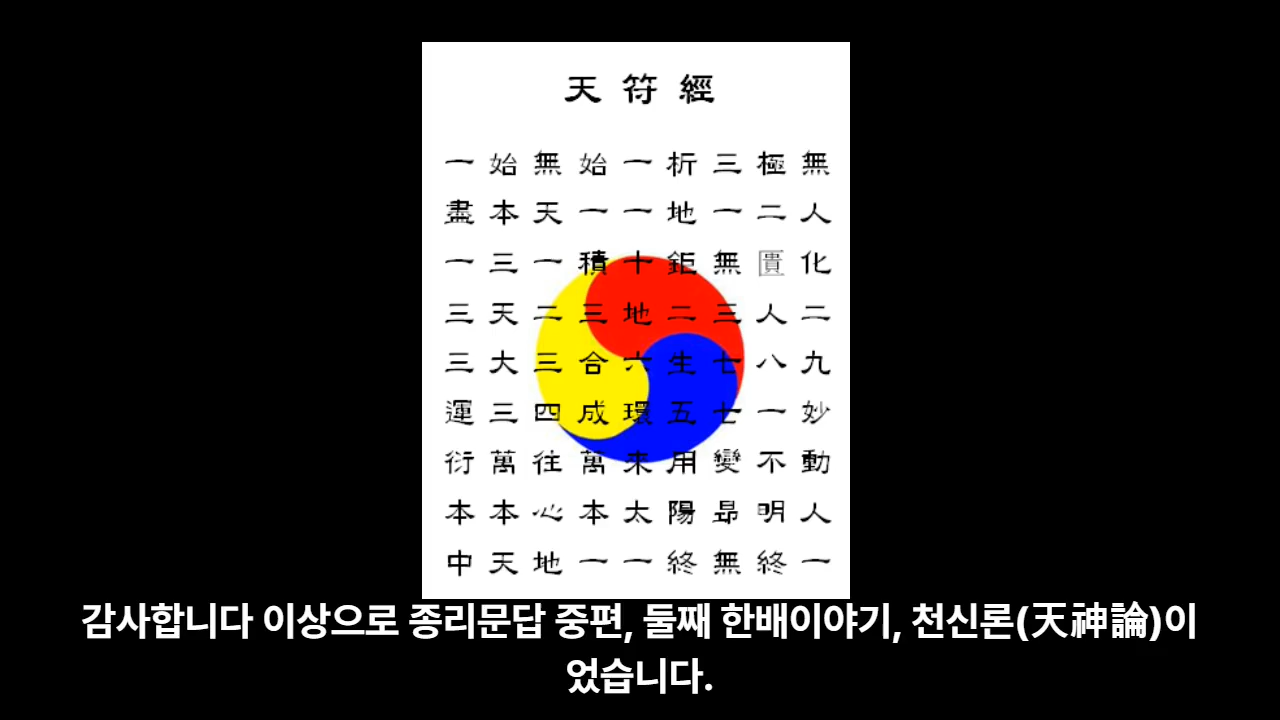 天符經
一始無始一折三極無
盡本天一一地一二人
一三一積十鉅無匱化
三天二三地二三人二
三大三合六生七八九
運三四成環五七一妙
衍萬往萬来用變不動
本本心本太陽昻明人
中天地一一終無終一
감사합니다 이상으로 종리문답 중편, 둘째 한배이야기, 천신론(天神論)이
었습니다.